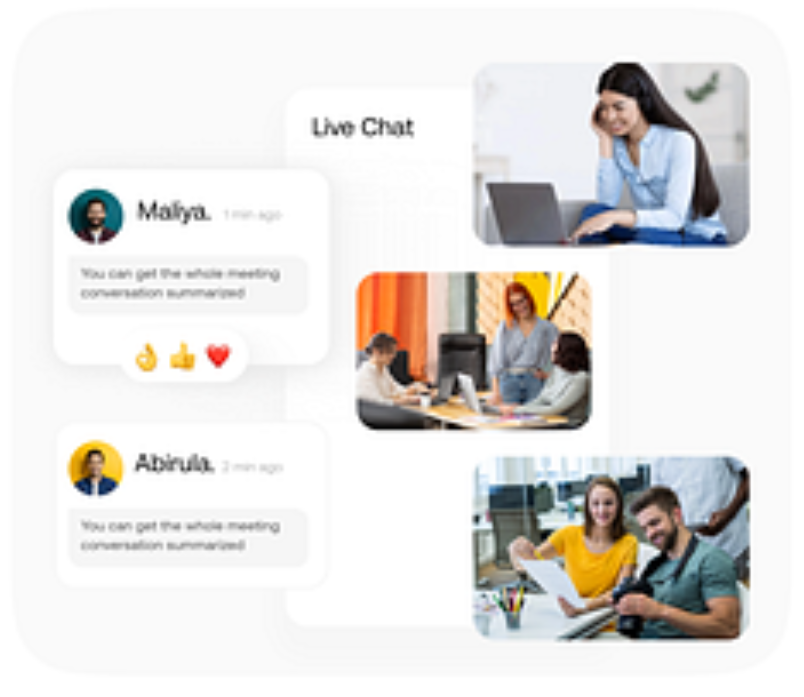 Live Chat
Maliya. 1 min ago
You can get the whole meeting
conversation summarized
Abirula. 2 min ago
You can get the whole meeting
conversation summarized